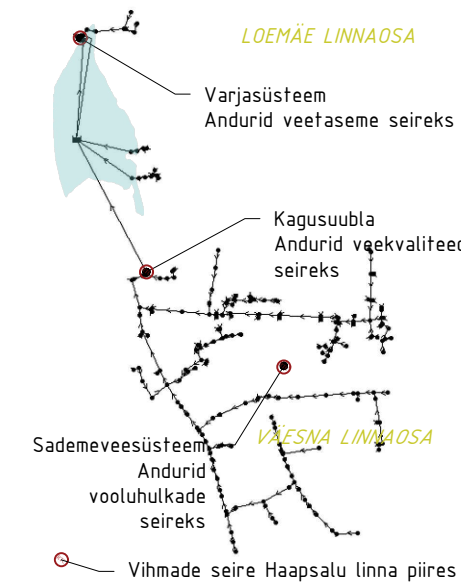 LOEMÄE LINNAOSA
Varjasüsteem
Andurid veetaseme seireks
Kagusuubla
Andurid veekvaliteed
seireks
VÄESNA LINNAOSA
Sademeveesüsteem
Andurid
vooluhulkade
seireks
Vihmade seire Haapsalu linna piires